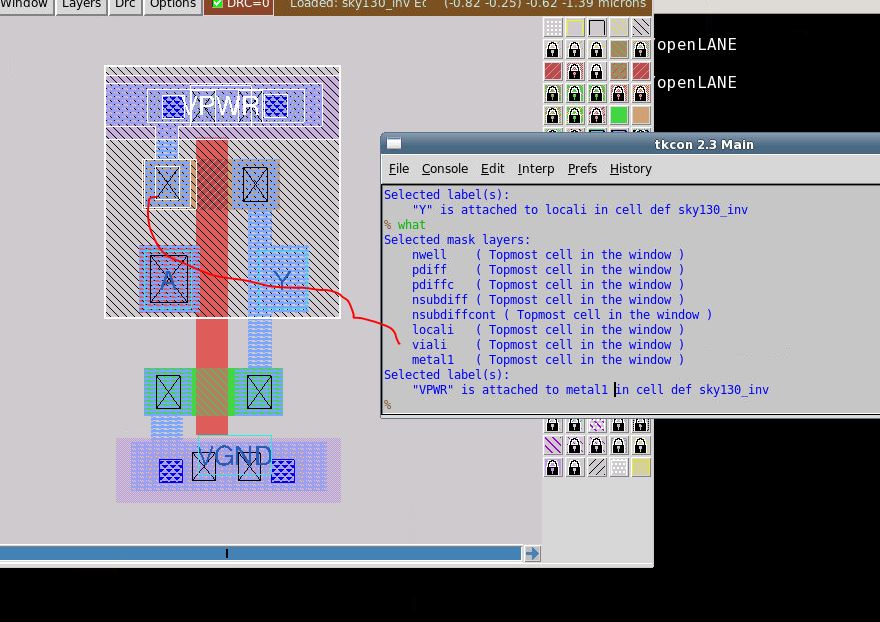 Window Layers Drc Options DRC=0 Loaded: sky130_inv Ec (-0.82 -0.25) -0.62 -1.39 microns
openLANE
openLANE
VPWR
A
Y
VGND
tkcon 2.3 Main
File Console Edit Interp Prefs History
Selected label(s):
"Y" is attached to locali in cell def sky130_inv
% what
Selected mask layers:
nwell ( Topmost cell in the window )
pdiff ( Topmost cell in the window )
pdiffc ( Topmost cell in the window )
nsubdiff ( Topmost cell in the window )
nsubdiffcont ( Topmost cell in the window )
locali ( Topmost cell in the window )
viali ( Topmost cell in the window )
metal1 ( Topmost cell in the window )
Selected label(s):
"VPWR" is attached to metal1 in cell def sky130_inv
%